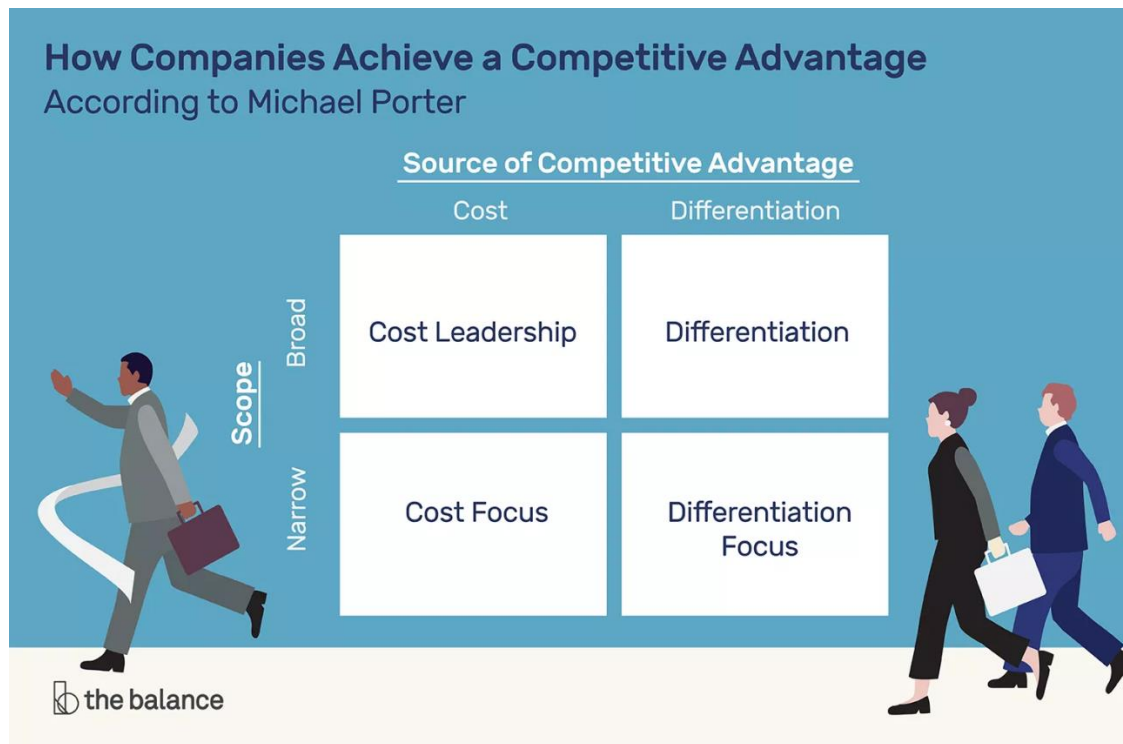 How Companies Achieve a Competitive Advantage
According to Michael Porter
Source of Competitive Advantage
Cost
Differentiation
Scope
Broad
Cost Leadership
Differentiation
Narrow
Cost Focus
Differentiation
Focus
the balance